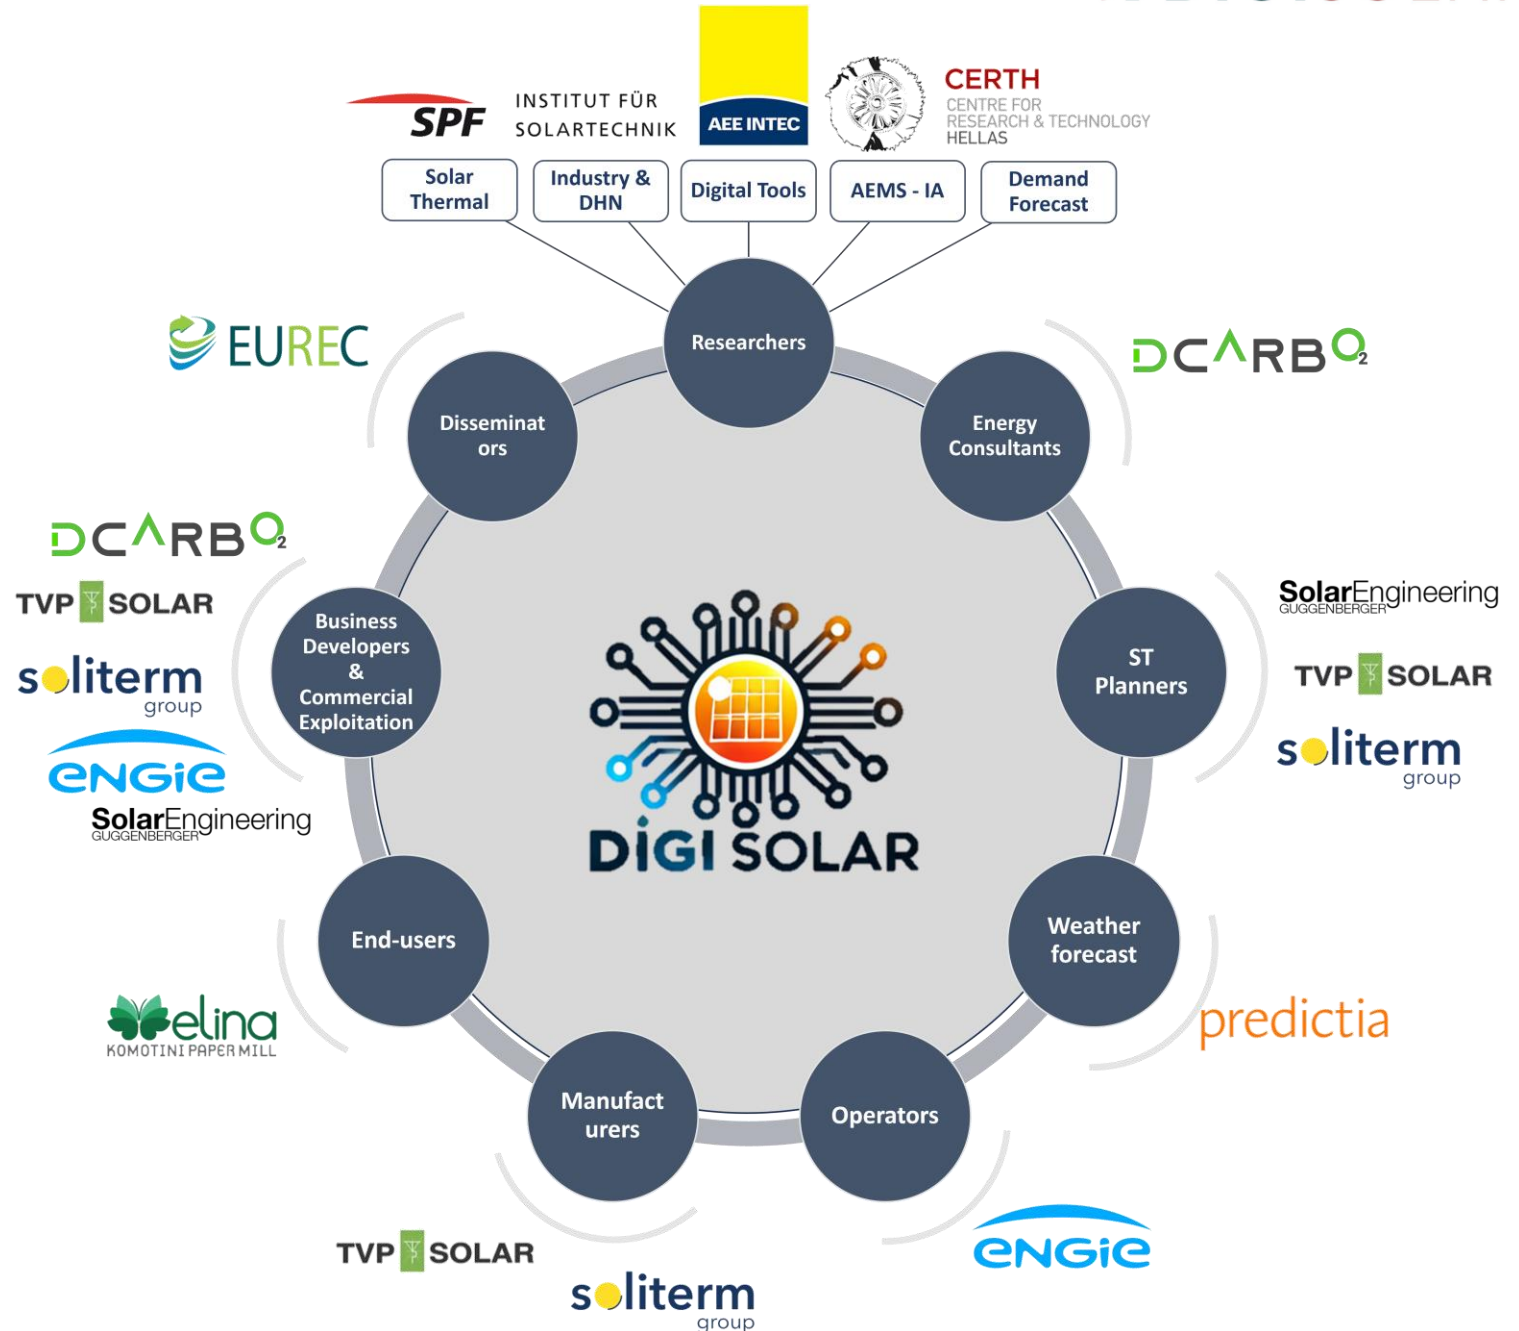 SPF
INSTITUT FÜR
SOLARTECHNIK
AEE INTEC
CERTH
CENTRE FOR
RESEARCH & TECHNOLOGY
HELLAS
Solar
Thermal
Industry &
DHN
Digital Tools
AEMS - IA
Demand
Forecast
Researchers
EUREC
Disseminat
ors
Energy
Consultants
DCARBO2
DCARBO2
TVP SOLAR
soliterm
group
ENGIE
SolarEngineering
GUGGENBERGER
Business
Developers
&
Commercial
Exploitation
DiGI SOLAR
ST
Planners
SolarEngineering
GUGGENBERGER
TVP SOLAR
soliterm
group
End-users
elina
KOMOTINI PAPER MILL
Weather
forecast
predictia
Manufact
urers
TVP SOLAR
soliterm
group
Operators
ENGIE